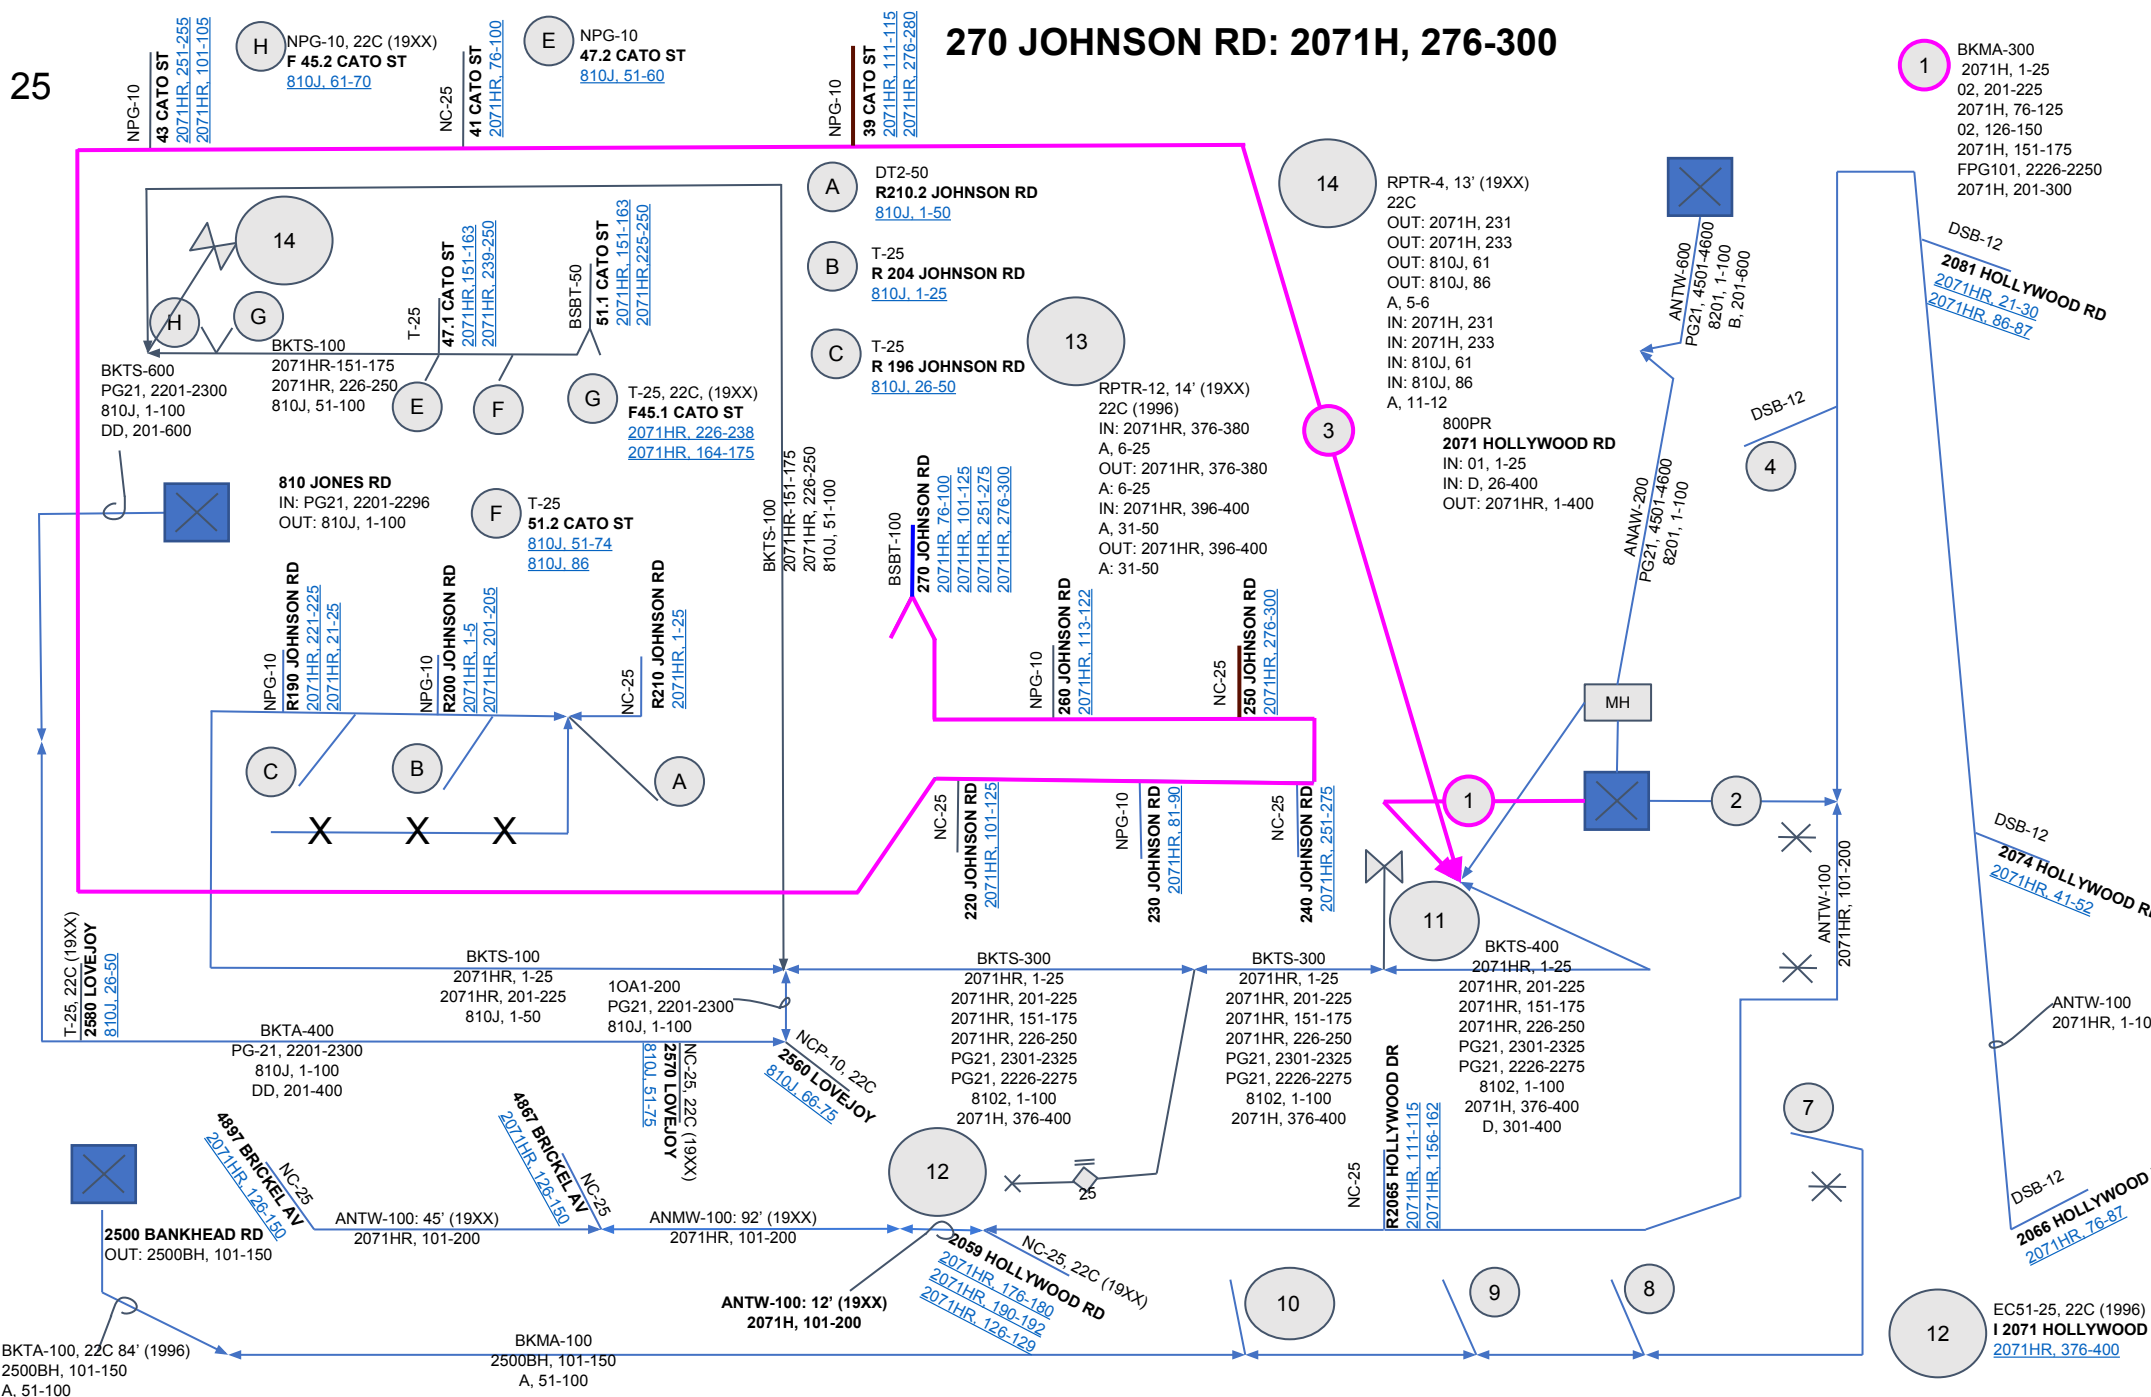 270 JOHNSON RD: 2071H, 276-300
25
NPG-10
43 CATO ST
2071HR, 251-255
2071HR, 101-105
H
NPG-10, 22C (19XX)
F 45.2 CATO ST
810J, 61-70
NC-25
41 CATO ST
2071HR, 76-100
E
NPG-10
47.2 CATO ST
810J, 51-60
NPG-10
39 CATO ST
2071HR, 111-115
2071HR, 276-280
1
BKMA-300
2071H, 1-25
02, 201-225
2071H, 76-125
02, 126-150
2071H, 151-175
FPG101, 2226-2250
2071H, 201-300
A
DT2-50
R210.2 JOHNSON RD
810J, 1-50
B
T-25
R 204 JOHNSON RD
810J, 1-25
C
T-25
R 196 JOHNSON RD
810J, 26-50
14
RPTR-4, 13’ (19XX)
22C
OUT: 2071H, 231
OUT: 2071H, 233
OUT: 810J, 61
OUT: 810J, 86
A, 5-6
IN: 2071H, 231
IN: 2071H, 233
IN: 810J, 61
IN: 810J, 86
A, 11-12
800PR
2071 HOLLYWOOD RD
IN: 01, 1-25
IN: D, 26-400
OUT: 2071HR, 1-400
13
RPTR-12, 14’ (19XX)
22C (1996)
IN: 2071HR, 376-380
A, 6-25
OUT: 2071HR, 376-380
A: 6-25
IN: 2071HR, 396-400
A, 31-50
OUT: 2071HR, 396-400
A: 31-50
14
H
G
T-25
47.1 CATO ST
2071HR,151-163
2071HR, 239-250
BSBT-50
51.1 CATO ST
2071HR, 151-163
2071HR,225-250
BKTS-600
PG21, 2201-2300
810J, 1-100
DD, 201-600
BKTS-100
2071HR-151-175
2071HR, 226-250
810J, 51-100
E
F
G
T-25, 22C, (19XX)
F45.1 CATO ST
2071HR, 226-238
2071HR, 164-175
810 JONES RD
IN: PG21, 2201-2296
OUT: 810J, 1-100
F
T-25
51.2 CATO ST
810J, 51-74
810J, 86
BKTS-100
2071HR-151-175
2071HR, 226-250
810J, 51-100
BSBT-100
270 JOHNSON RD
2071HR, 76-100
2071HR, 101-125
2071HR, 251-275
2071HR, 276-300
3
ANTW-600
PG21, 4501-4600
8201, 1-100
B, 201-600
ANAW-200
PG21, 4501-4600
8201, 1-100
DSB-12
2081 HOLLYWOOD RD
2071HR, 21-30
2071HR, 86-87
DSB-12
4
NPG-10
R190 JOHNSON RD
2071HR, 221-225
2071HR, 21-25
NPG-10
R200 JOHNSON RD
2071HR, 1-5
2071HR, 201-205
NC-25
R210 JOHNSON RD
2071HR, 1-25
C
B
A
X
X
X
NPG-10
260 JOHNSON RD
2071HR, 113-122
NC-25
250 JOHNSON RD
2071HR, 276-300
MH
1
2
NC-25
220 JOHNSON RD
2071HR, 101-125
NPG-10
230 JOHNSON RD
2071HR, 81-90
NC-25
240 JOHNSON RD
2071HR, 251-275
11
ANTW-100
2071HR, 101-200
DSB-12
2074 HOLLYWOOD RD
2071HR, 41-52
T-25, 22C (19XX)
2580 LOVEJOY
810J, 26-50
BKTS-100
2071HR, 1-25
2071HR, 201-225
810J, 1-50
1OA1-200
PG21, 2201-2300
810J, 1-100
BKTA-400
PG-21, 2201-2300
810J, 1-100
DD, 201-400
NC-25, 22C (19XX)
2570 LOVEJOY
810J, 51-75
NCP-10, 22C
2560 LOVEJOY
810J, 66-75
BKTS-300
2071HR, 1-25
2071HR, 201-225
2071HR, 151-175
2071HR, 226-250
PG21, 2301-2325
PG21, 2226-2275
8102, 1-100
2071H, 376-400
BKTS-300
2071HR, 1-25
2071HR, 201-225
2071HR, 151-175
2071HR, 226-250
PG21, 2301-2325
PG21, 2226-2275
8102, 1-100
2071H, 376-400
BKTS-400
2071HR, 1-25
2071HR, 201-225
2071HR, 151-175
2071HR, 226-250
PG21, 2301-2325
PG21, 2226-2275
8102, 1-100
2071H, 376-400
D, 301-400
ANTW-100
2071HR, 1-10
NC-25
R2065 HOLLYWOOD DR
2071HR, 111-115
2071HR, 156-162
7
12
25
NC-25
4897 BRICKEL AV
2071HR, 126-150
NC-25
4867 BRICKEL AV
2071HR, 126-150
2500 BANKHEAD RD
OUT: 2500BH, 101-150
ANTW-100: 45’ (19XX)
2071HR, 101-200
ANMW-100: 92’ (19XX)
2071HR, 101-200
ANTW-100: 12’ (19XX)
2071H, 101-200
NC-25, 22C (19XX)
2059 HOLLYWOOD RD
2071HR, 176-180
2071HR, 190-192
2071HR, 126-129
DSB-12
2066 HOLLYWOOD
2071HR, 76-87
10
9
8
12
EC51-25, 22C (1996)
I 2071 HOLLYWOOD
2071HR, 376-400
BKTA-100, 22C 84’ (1996)
2500BH, 101-150
A, 51-100
BKMA-100
2500BH, 101-150
A, 51-100